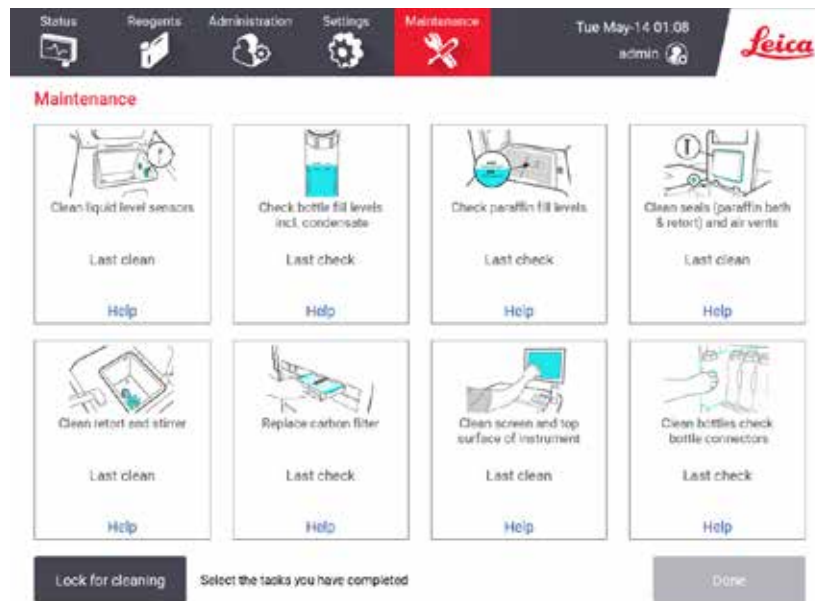 Status Reagents Administration Settings Maintenance Tue May-14 01:08
admin
Leica
Maintenance
Clean liquid level sensors
Last clean
Help
Check bottle fill levels
incl. condensate
Last check
Help
Check paraffin fill levels
Last check
Help
Clean seals (paraffin bath
& retort) and air vents
Last clean
Help
Clean retort and stirrer
Last clean
Help
Replace carbon filter
Last check
Help
Clean screen and top
surface of instrument
Last clean
Help
Clean bottles check
bottle connectors
Last check
Help
Lock for cleaning Select the tasks you have completed Done